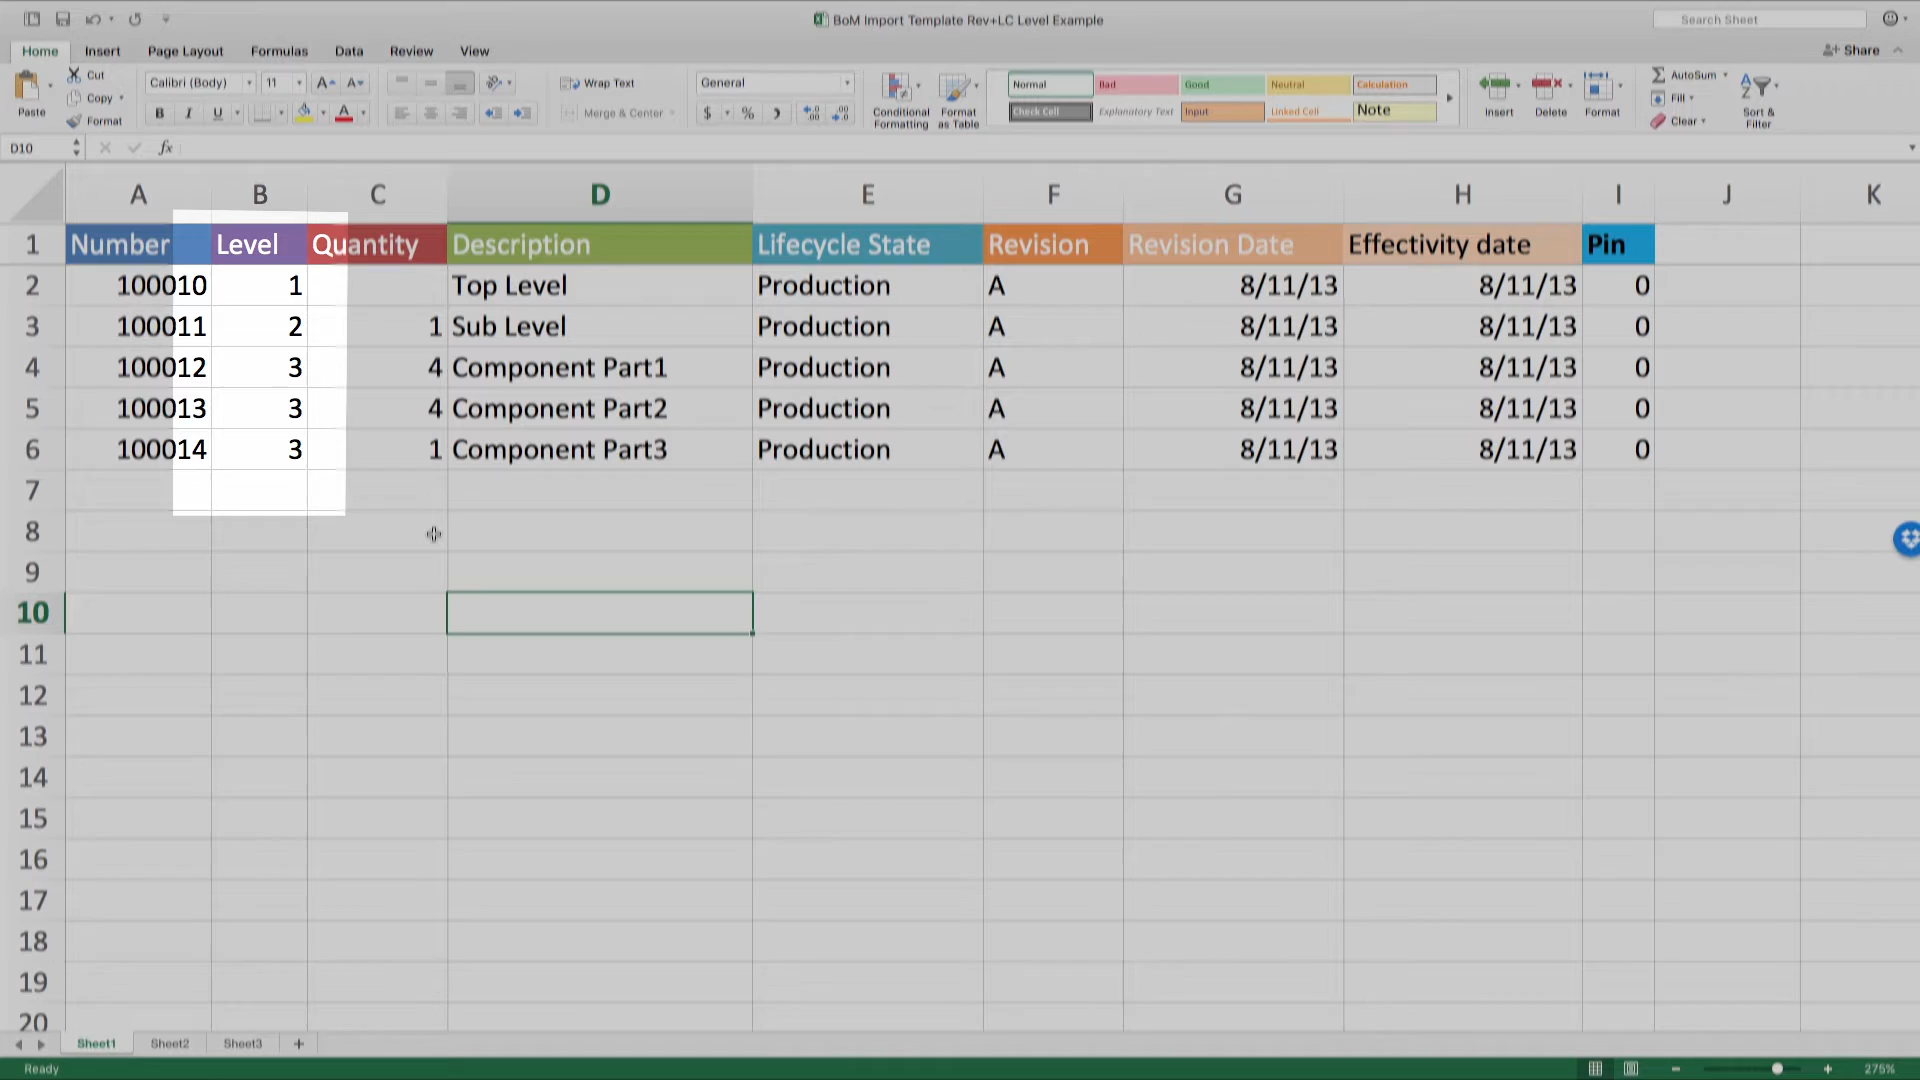 BoM Import Template Rev+LC Level Example
Search Sheet
Home Insert Page Layout Formulas Data Review View
Share
Cut
Copy
Format
Paste
Calibri (Body) 11
B I U
Wrap Text
Merge & Center
General
$ % )
Conditional Formatting
Format as Table
Normal Bad Good Neutral Calculation
Check Cell Explanatory Text Input Linked Cell Note
Insert Delete Format
AutoSum
Fill
Clear
Sort & Filter
D10 fx
A B C D E F G H I J K
1 Number Level Quantity Description Lifecycle State Revision Revision Date Effectivity date Pin
2 100010 1 Top Level Production A 8/11/13 8/11/13 0
3 100011 2 1 Sub Level Production A 8/11/13 8/11/13 0
4 100012 3 4 Component Part1 Production A 8/11/13 8/11/13 0
5 100013 3 4 Component Part2 Production A 8/11/13 8/11/13 0
6 100014 3 1 Component Part3 Production A 8/11/13 8/11/13 0
7
8
9
10
11
12
13
14
15
16
17
18
19
20
Sheet1 Sheet2 Sheet3 +
Ready
275%